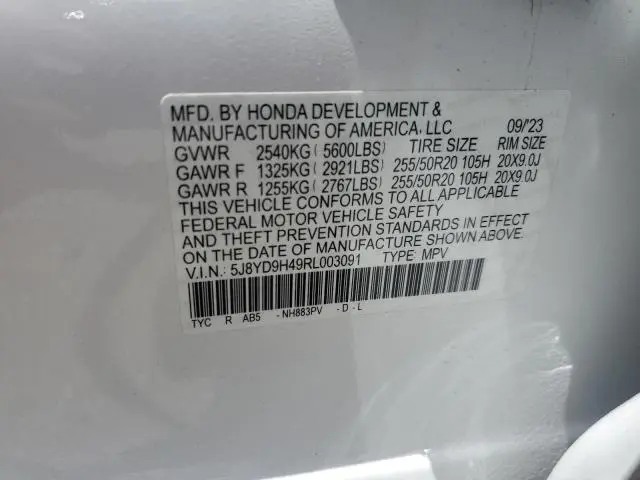 MFD. BY HONDA DEVELOPMENT &
MANUFACTURING OF AMERICA, LLC 09/'23
GVWR 2540KG ( 5600LBS) TIRE SIZE RIM SIZE
GAWR F 1325KG ( 2921LBS) 255/50R20 105H 20X9.0J
GAWR R 1255KG ( 2767LBS) 255/50R20 105H 20X9.0J
THIS VEHICLE CONFORMS TO ALL APPLICABLE
FEDERAL MOTOR VEHICLE SAFETY
AND THEFT PREVENTION STANDARDS IN EFFECT
ON THE DATE OF MANUFACTURE SHOWN ABOVE.
V.I.N.: 5J8YD9H49RL003091 TYPE: MPV
TYC R AB5 -NH883PV -D-L